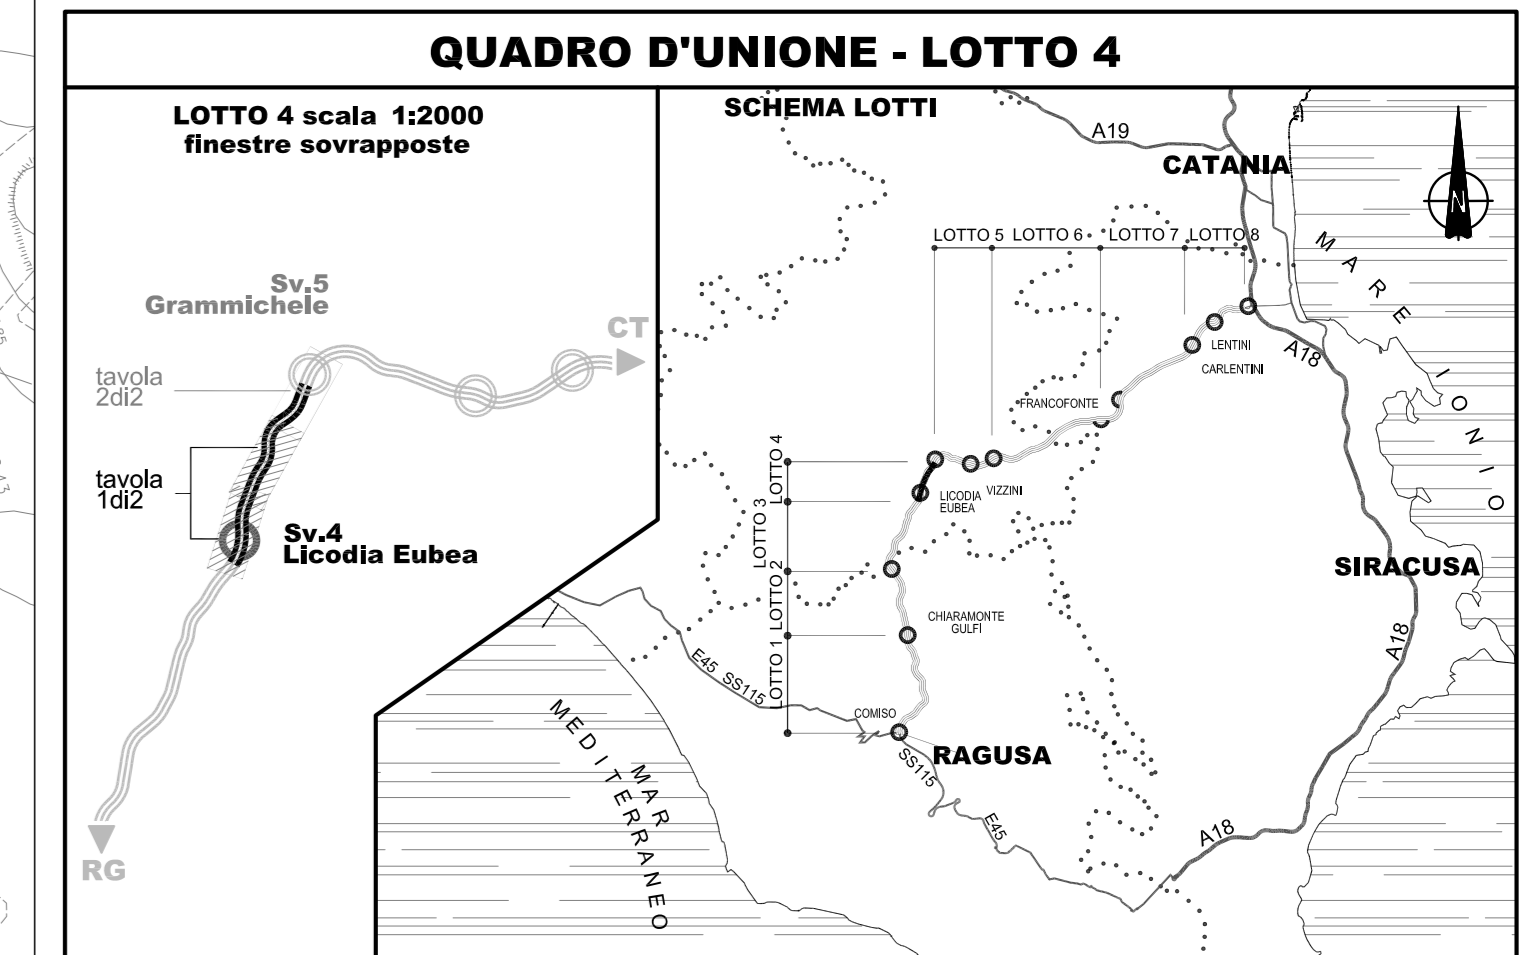 QUADRO D'UNIONE - LOTTO 4
LOTTO 4 scala 1:2000
finestre sovrapposte
Sv.5
Grammichele
CT
tavola
2di2
tavola
1di2
Sv.4
Licodia Eubea
RG
SCHEMA LOTTI
A19
CATANIA
N
LOTTO 5
LOTTO 6
LOTTO 7
LOTTO 8
MARE IONIO
LENTINI
CARLENTINI
A18
FRANCOFONTE
LOTTO 4
LOTTO 3
LOTTO 2
LOTTO 1
LICODIA
EUBEA
VIZZINI
SIRACUSA
CHIARAMONTE
GULFI
A18
E45
SS115
COMISO
RAGUSA
SS115
E45
A18
MAR
MEDITERRANEO